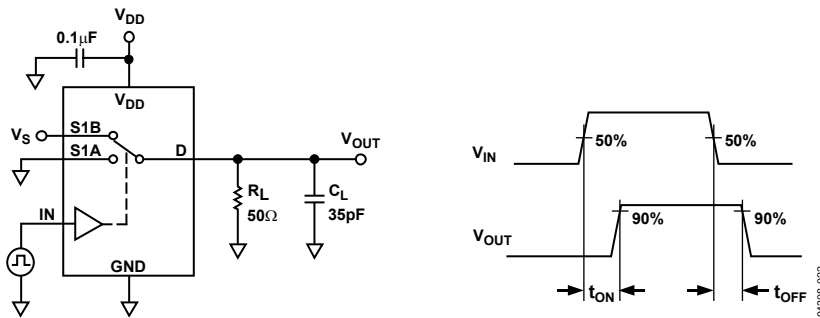 V_DD
0.1μF
V_DD
V_S S1B
S1A D V_OUT
R_L
50Ω
C_L
35pF
IN
GND
V_IN 50% 50%
V_OUT 90% 90%
t_ON t_OFF